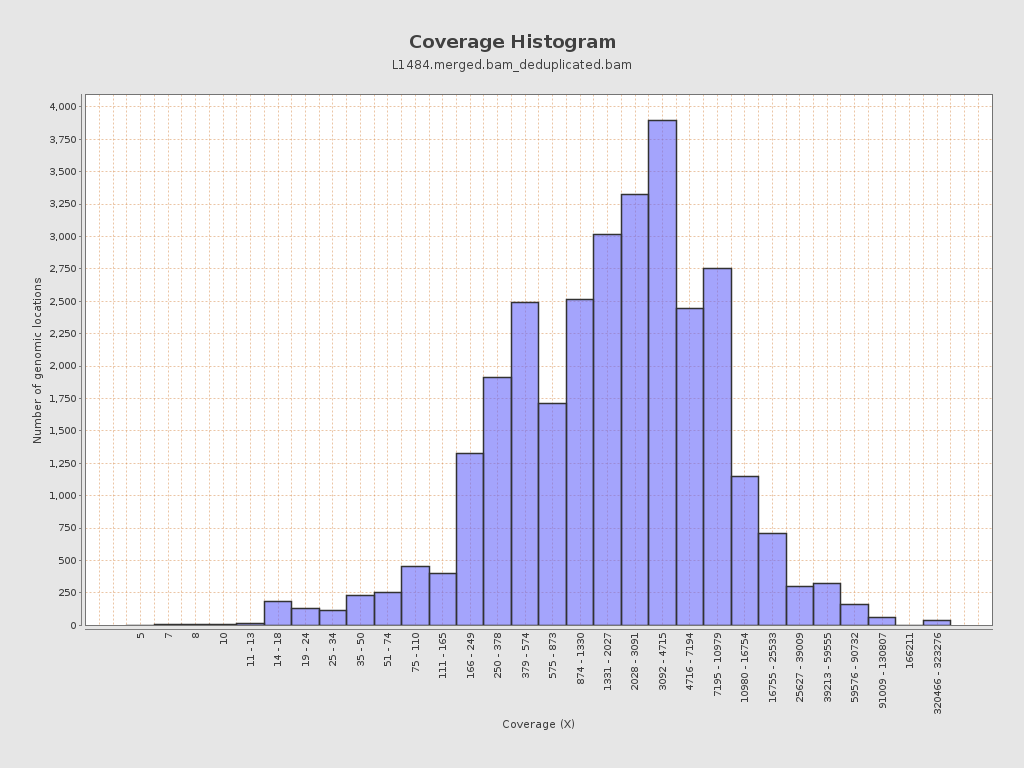 Coverage Histogram
L1484.merged.bam_deduplicated.bam
Number of genomic locations
4,000
3,750
3,500
3,250
3,000
2,750
2,500
2,250
2,000
1,750
1,500
1,250
1,000
750
500
250
0
5
7
8
10
11 - 13
14 - 18
19 - 24
25 - 34
35 - 50
51 - 74
75 - 110
111 - 165
166 - 249
250 - 378
379 - 574
575 - 873
874 - 1330
1331 - 2027
2028 - 3091
3092 - 4715
4716 - 7194
7195 - 10979
10980 - 16754
16755 - 25533
25627 - 39009
39213 - 59555
59576 - 90732
91009 - 130807
166211
320466 - 323276
Coverage (X)